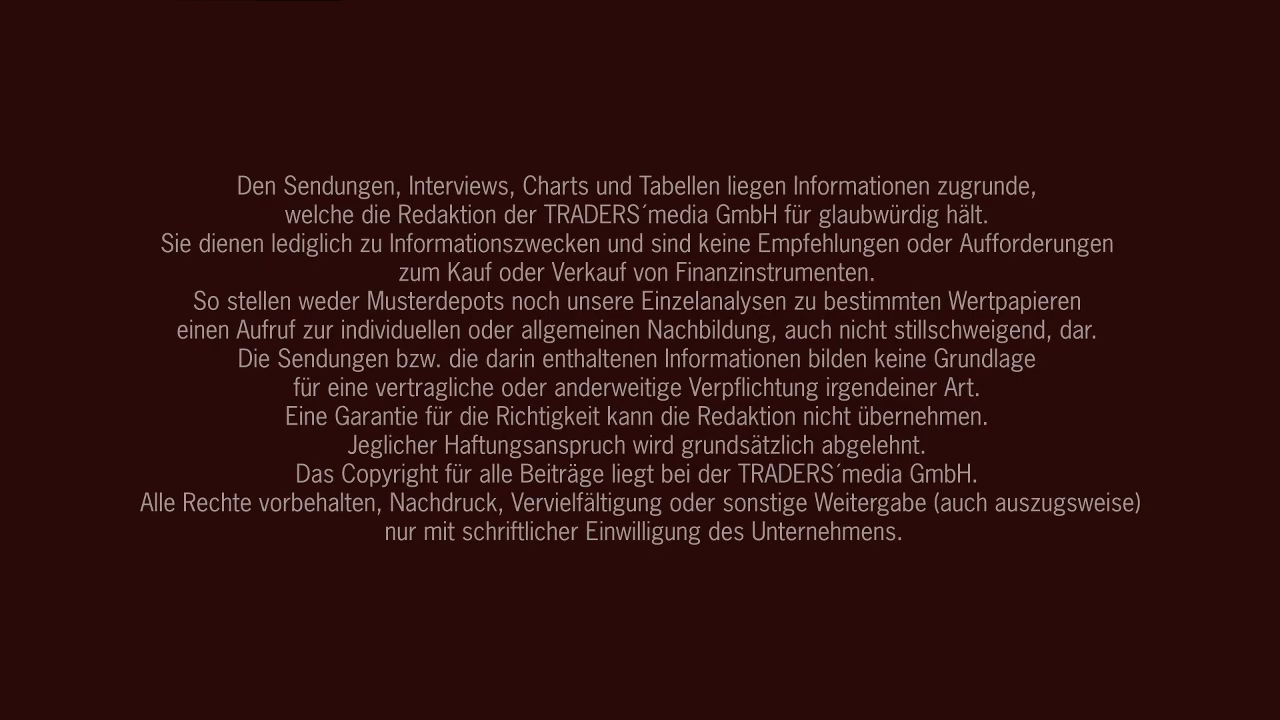 Den Sendungen, Interviews, Charts und Tabellen liegen Informationen zugrunde,
welche die Redaktion der TRADERS´media GmbH für glaubwürdig hält.
Sie dienen lediglich zu Informationszwecken und sind keine Empfehlungen oder Aufforderungen
zum Kauf oder Verkauf von Finanzinstrumenten.
So stellen weder Musterdepots noch unsere Einzelanalysen zu bestimmten Wertpapieren
einen Aufruf zur individuellen oder allgemeinen Nachbildung, auch nicht stillschweigend, dar.
Die Sendungen bzw. die darin enthaltenen Informationen bilden keine Grundlage
für eine vertragliche oder anderweitige Verpflichtung irgendeiner Art.
Eine Garantie für die Richtigkeit kann die Redaktion nicht übernehmen.
Jeglicher Haftungsanspruch wird grundsätzlich abgelehnt.
Das Copyright für alle Beiträge liegt bei der TRADERS´media GmbH.
Alle Rechte vorbehalten, Nachdruck, Vervielfältigung oder sonstige Weitergabe (auch auszugsweise)
nur mit schriftlicher Einwilligung des Unternehmens.